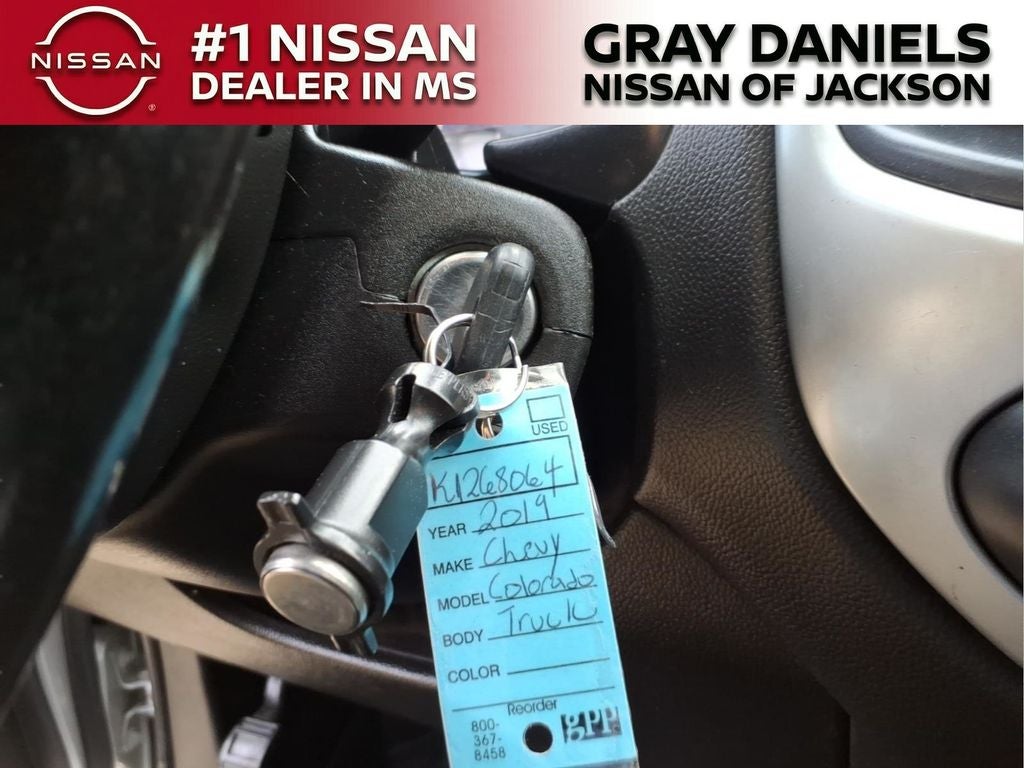 NISSAN
®
#1 NISSAN
DEALER IN MS
GRAY DANIELS
NISSAN OF JACKSON
USED
K1268064
YEAR 2019
MAKE Chevy
MODEL Colorado
BODY Truck
COLOR
Reorder
800-
367-
8458
gpp